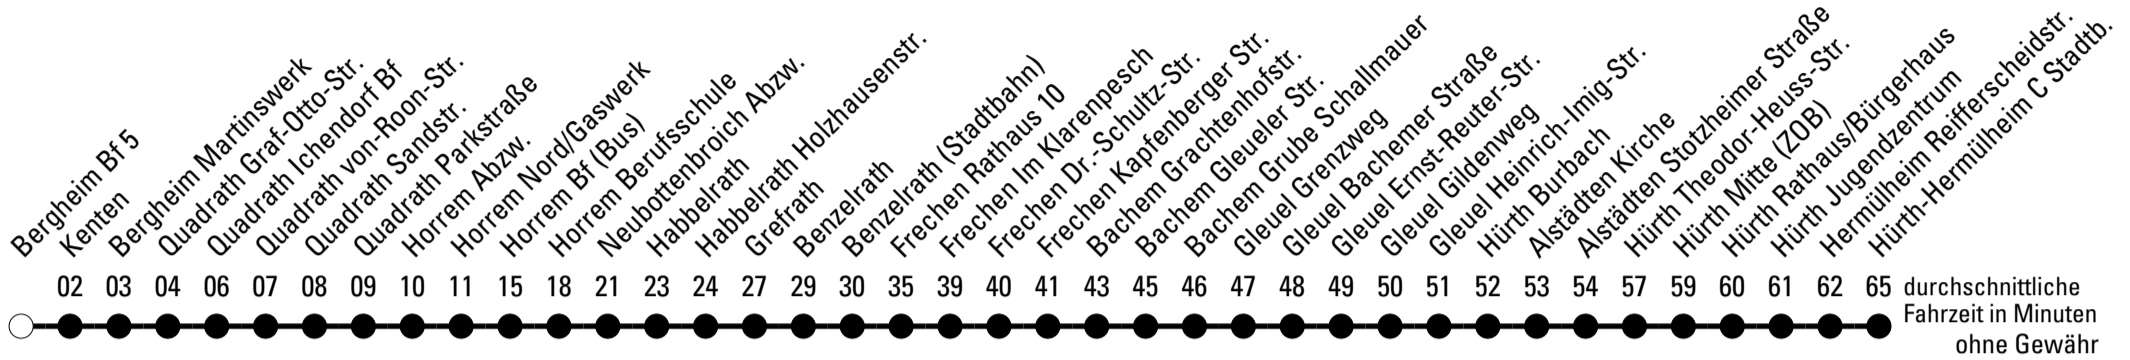 Bergheim Bf 5
Kenten
Bergheim Martinswerk
Quadrath Graf-Otto-Str.
Quadrath Ichendorf Bf
Quadrath von-Roon-Str.
Quadrath Sandstr.
Quadrath Parkstraße
Horrem Abzw.
Horrem Nord/Gaswerk
Horrem Bf (Bus)
Horrem Berufsschule
Neubottenbroich Abzw.
Habbelrath
Habbelrath Holzhausenstr.
Grefrath
Benzelrath
Benzelrath (Stadtbahn)
Frechen Rathaus 10
Frechen Im Klarenpesch
Frechen Dr.-Schultz-Str.
Frechen Kapfenberger Str.
Bachem Grachtenhofstr.
Bachem Gleueler Str.
Bachem Grube Schallmauer
Gleuel Grenzweg
Gleuel Bachemer Straße
Gleuel Ernst-Reuter-Str.
Gleuel Gildenweg
Gleuel Heinrich-Imig-Str.
Hürth Burbach
Alstädten Kirche
Alstädten Stotzheimer Straße
Hürth Theodor-Heuss-Str.
Hürth Mitte (ZOB)
Hürth Rathaus/Bürgerhaus
Hürth Jugendzentrum
Hermülheim Reifferscheidstr.
Hürth-Hermülheim C Stadtb.
02 03 04 06 07 08 09 10 11 15 18 21 23 24 27 29 30 35 39 40 41 43 45 46 47 48 49 50 51 52 53 54 57 59 60 61 62 65 durchschnittliche
Fahrzeit in Minuten
ohne Gewähr